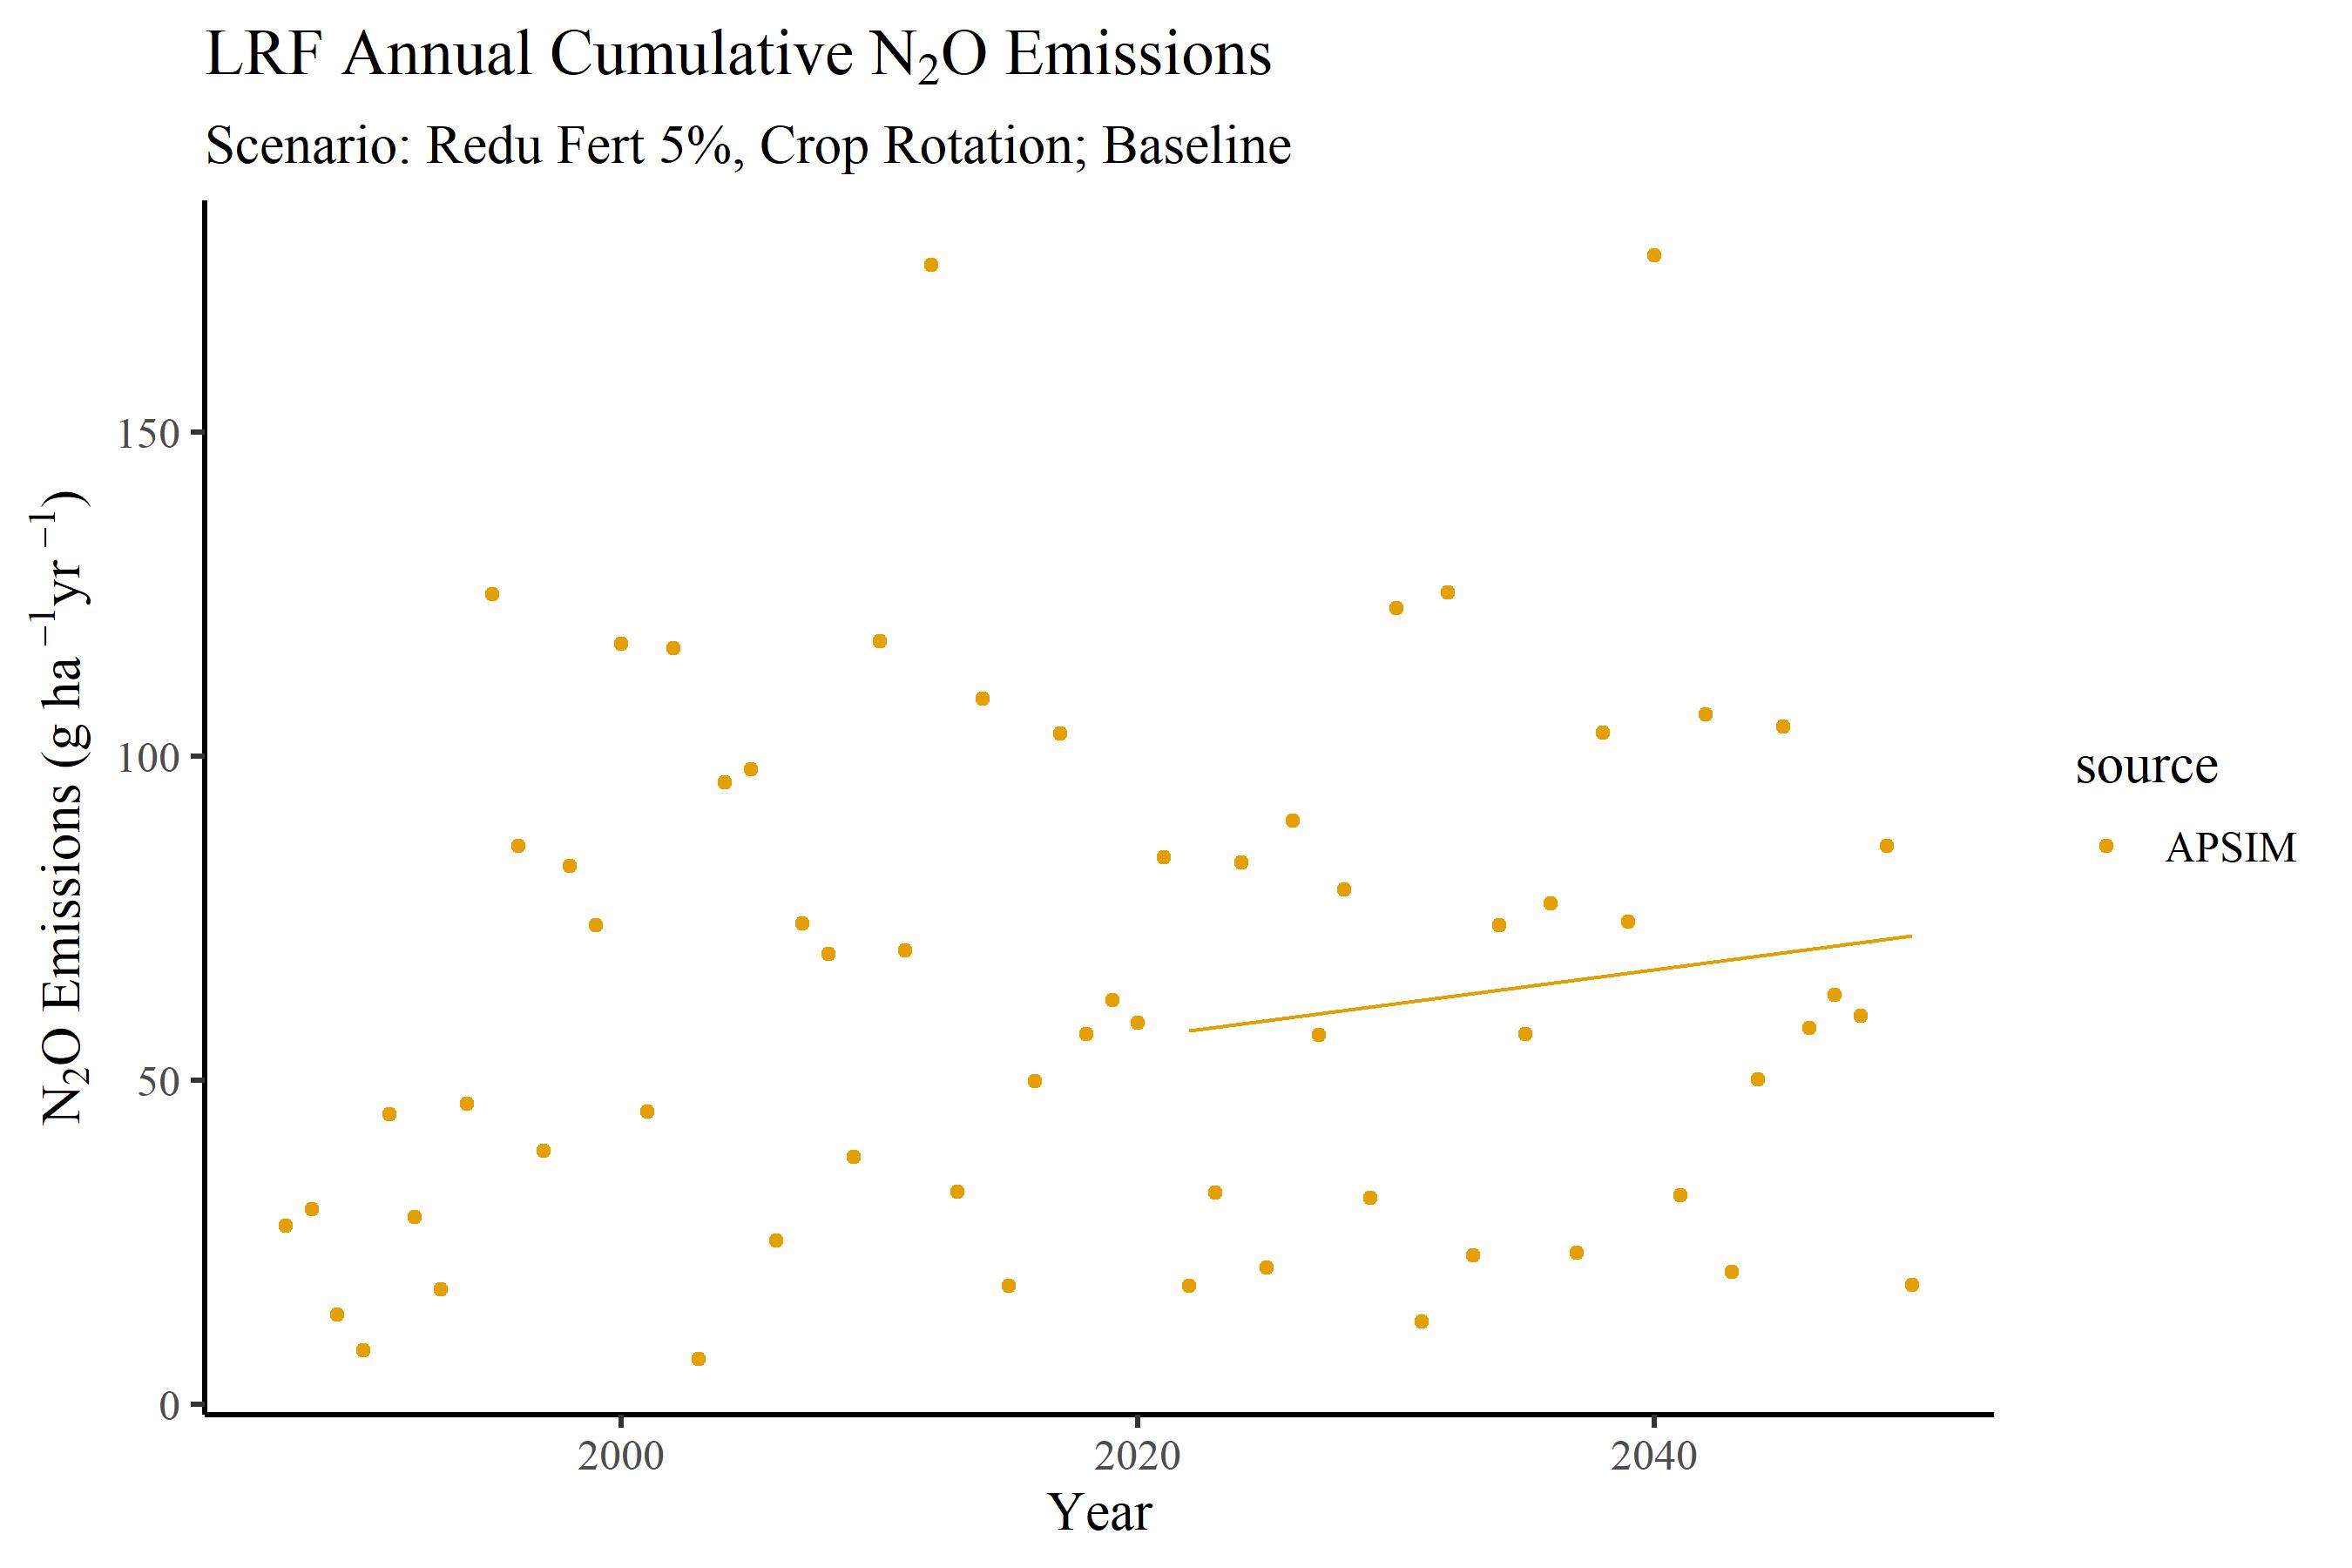 LRF Annual Cumulative N₂O Emissions
Scenario: Redu Fert 5%, Crop Rotation; Baseline
N₂O Emissions (g ha ⁻¹yr ⁻¹)
150
100
50
0
2000 2020 2040
Year
source
APSIM